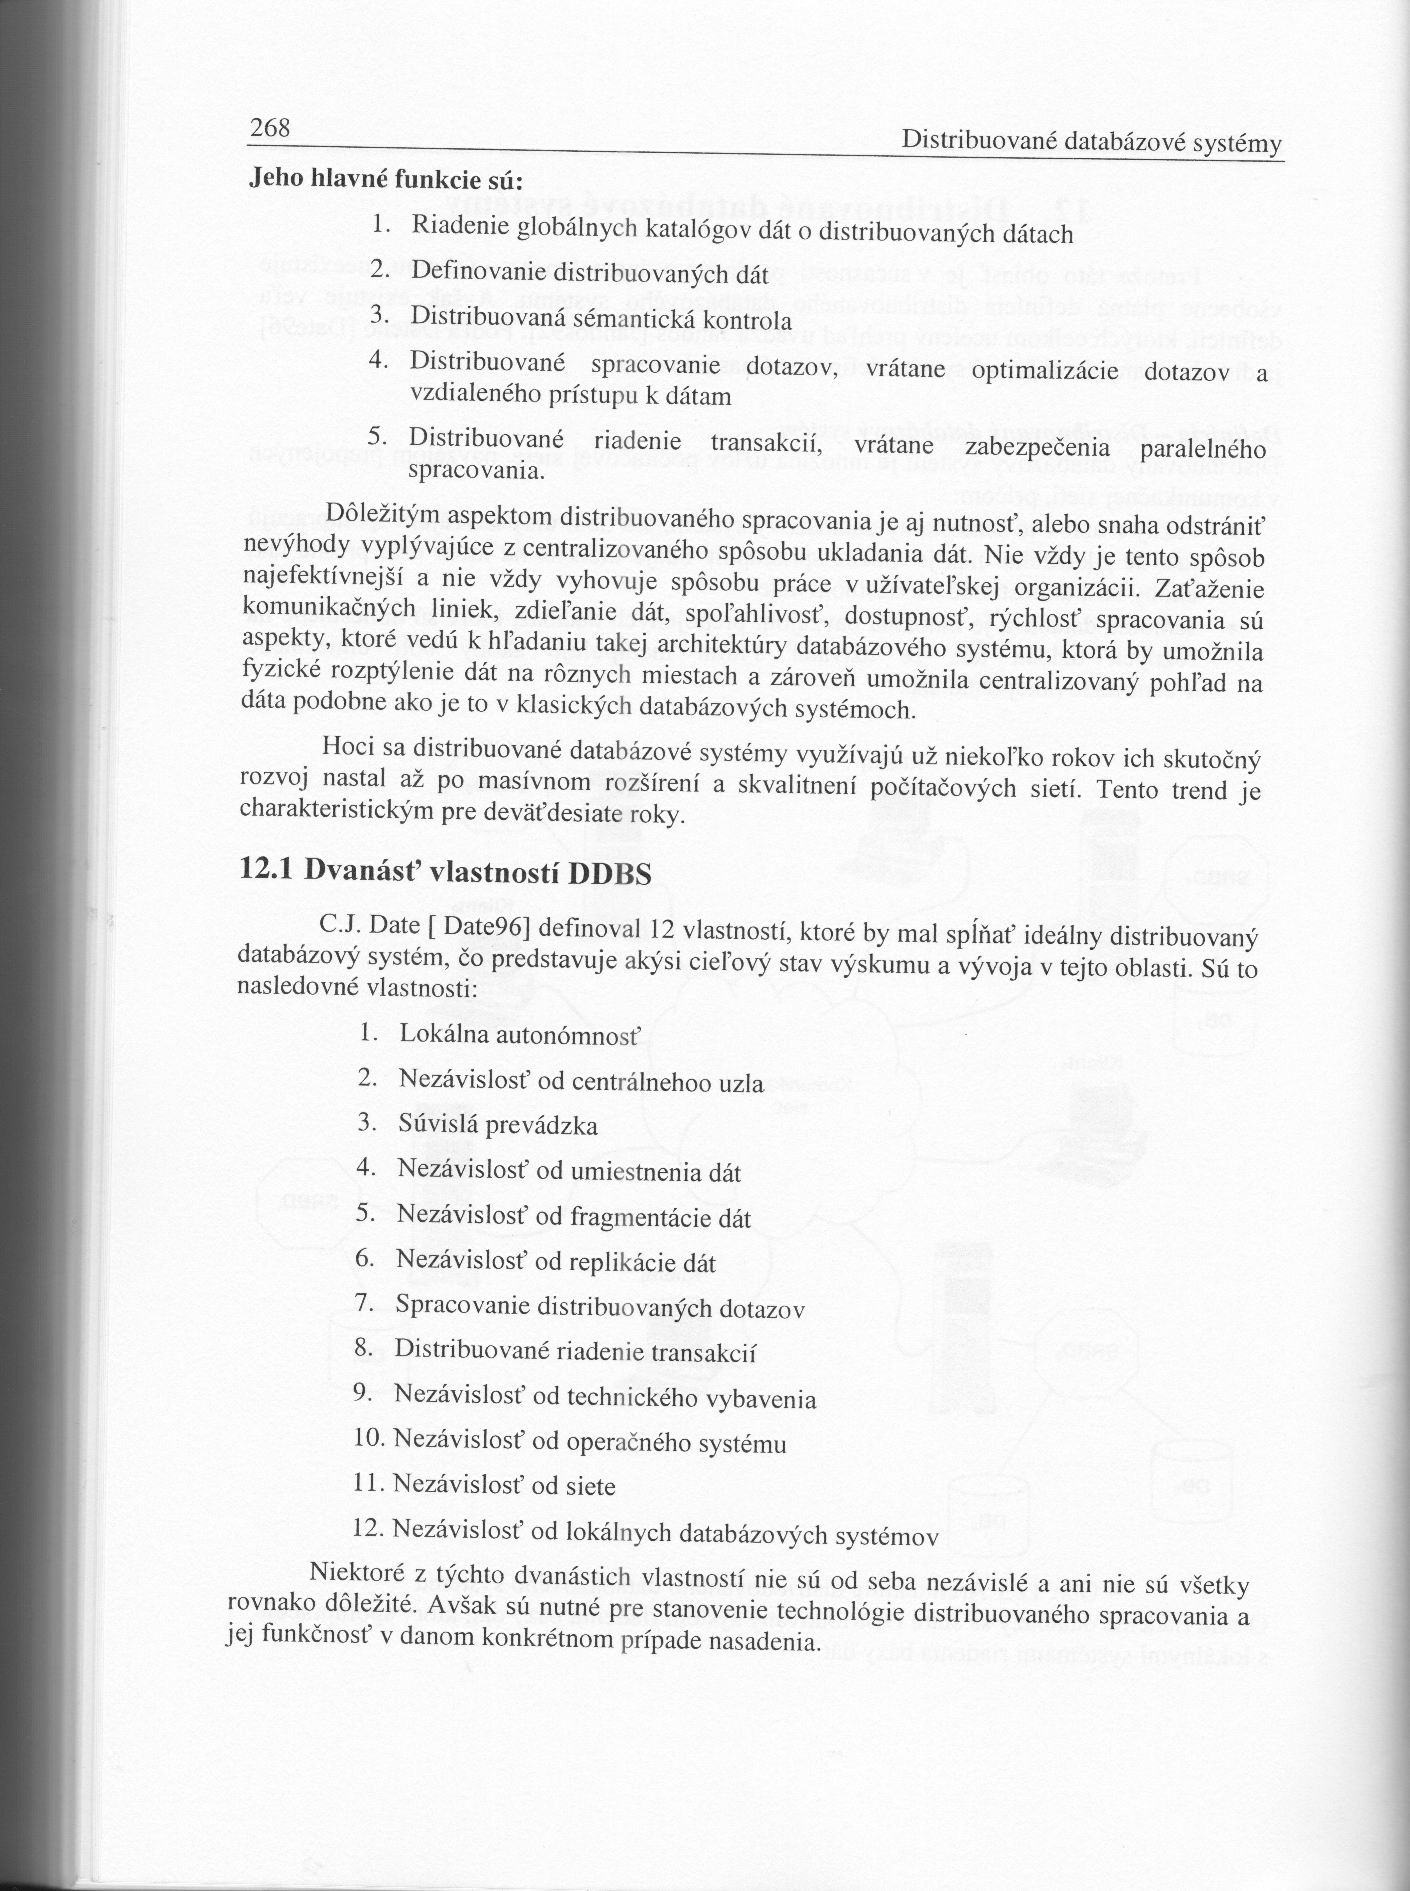 268
Distribuované databázové systémy
Jeho hlavné funkcie sú:
1. Riadenie globálnych katalógov dát o distribuovaných dátach
2. Definovanie distribuovaných dát
3. Distribuovaná sémantická kontrola
4. Distribuované spracovanie dotazov, vrátane optimalizácie dotazov a
vzdialeného prístupu k dátam
5. Distribuované riadenie transakcií, vrátane zabezpečenia paralelného
spracovania.
Dôležitým aspektom distribuovaného spracovania je aj nutnosť, alebo snaha odstrániť
nevýhody vyplývajúce z centralizovaného spôsobu ukladania dát. Nie vždy je tento spôsob
najefektívnejší a nie vždy vyhovuje spôsobu práce v užívateľskej organizácii. Zaťaženie
komunikačných liniek, zdieľanie dát, spoľahlivosť, dostupnosť, rýchlosť spracovania sú
aspekty, ktoré vedú k hľadaniu takej architektúry databázového systému, ktorá by umožnila
fyzické rozptýlenie dát na rôznych miestach a zároveň umožnila centralizovaný pohľad na
dáta podobne ako je to v klasických databázových systémoch.
Hoci sa distribuované databázové systémy využívajú už niekoľko rokov ich skutočný
rozvoj nastal až po masívnom rozšírení a skvalitnení počítačových sietí. Tento trend je
charakteristickým pre deväťdesiate roky.
12.1 Dvanásť vlastností DDBS
C.J. Date [ Date96] definoval 12 vlastností, ktoré by mal spĺňať ideálny distribuovaný
databázový systém, čo predstavuje akýsi cieľový stav výskumu a vývoja v tejto oblasti. Sú to
nasledovné vlastnosti:
1. Lokálna autonómnosť
2. Nezávislosť od centrálnehoo uzla
3. Súvislá prevádzka
4. Nezávislosť od umiestnenia dát
5. Nezávislosť od fragmentácie dát
6. Nezávislosť od replikácie dát
7. Spracovanie distribuovaných dotazov
8. Distribuované riadenie transakcií
9. Nezávislosť od technického vybavenia
10. Nezávislosť od operačného systému
11. Nezávislosť od siete
12. Nezávislosť od lokálnych databázových systémov
Niektoré z týchto dvanástich vlastností nie sú od seba nezávislé a ani nie sú všetky
rovnako dôležité. Avšak sú nutné pre stanovenie technológie distribuovaného spracovania a
jej funkčnosť v danom konkrétnom prípade nasadenia.